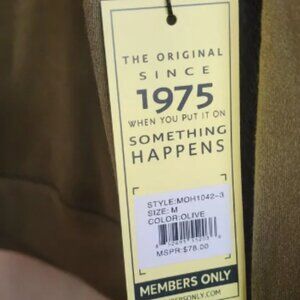 THE ORIGINAL
SINCE
1975
WHEN YOU PUT IT ON
SOMETHING
HAPPENS
STYLE:MOH1042-3
SIZE: M
COLOR:OLIVE
MSPR:$78.00
MEMBERS ONLY